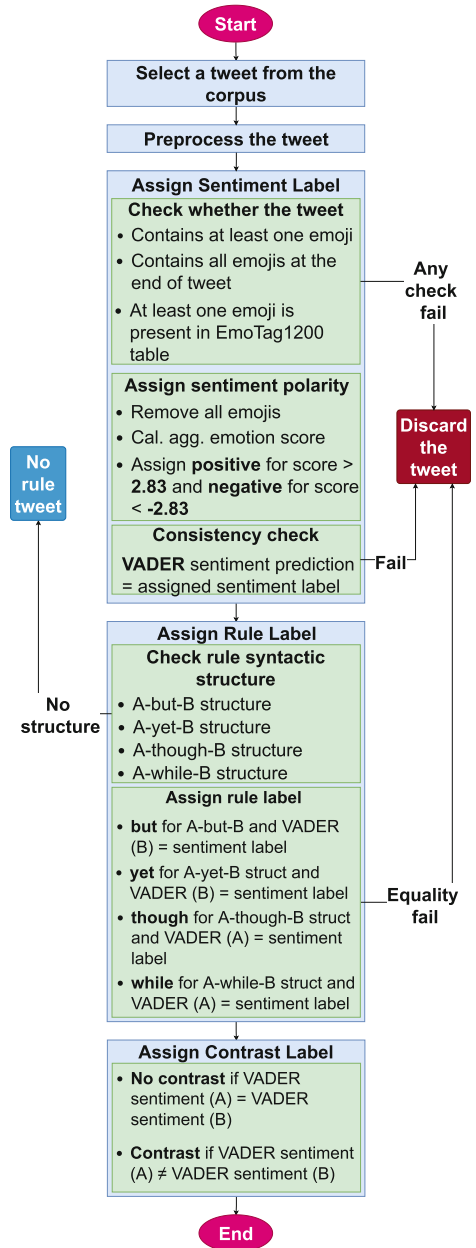 Start
Select a tweet from the
corpus
Preprocess the tweet
Assign Sentiment Label
Check whether the tweet
• Contains at least one emoji
• Contains all emojis at the
end of tweet
• At least one emoji is
present in EmoTag1200
table
Any
check
fail
Assign sentiment polarity
• Remove all emojis
• Cal. agg. emotion score
• Assign positive for score >
2.83 and negative for score
< -2.83
Discard
the
tweet
No
rule
tweet
Consistency check
VADER sentiment prediction
= assigned sentiment label
Fail
Assign Rule Label
Check rule syntactic
structure
• A-but-B structure
• A-yet-B structure
• A-though-B structure
• A-while-B structure
No
structure
Assign rule label
• but for A-but-B and VADER
(B) = sentiment label
• yet for A-yet-B struct and
VADER (B) = sentiment label
• though for A-though-B struct
and VADER (A) = sentiment
label
• while for A-while-B struct and
VADER (A) = sentiment label
Equality
fail
Assign Contrast Label
• No contrast if VADER
sentiment (A) = VADER
sentiment (B)
• Contrast if VADER sentiment
(A) ≠ VADER sentiment (B)
End